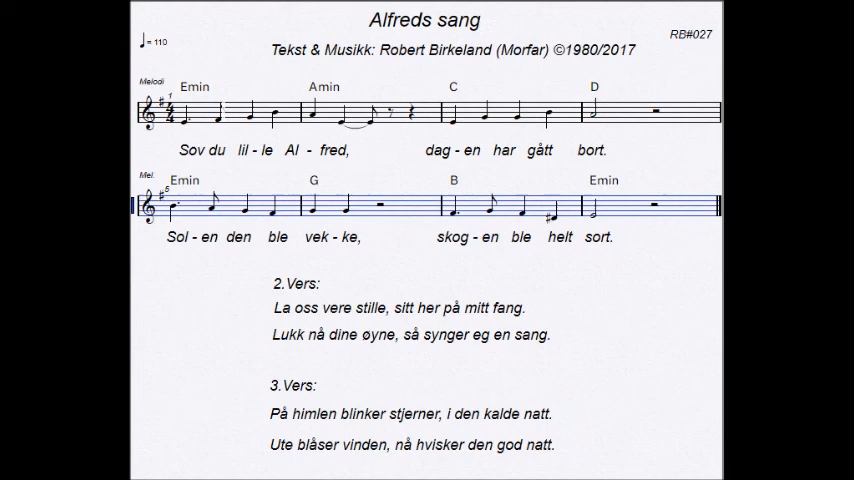 Alfreds sang
RB#027
♩= 110
Tekst & Musikk: Robert Birkeland (Morfar) ©1980/2017
Melodi
Emin Amin C D
1
4/4
Sov du lil - le Al - fred, dag - en har gått bort.
Mel.
Emin G B Emin
5
Sol - en den ble vek - ke, skog - en ble helt sort.
2.Vers:
La oss vere stille, sitt her på mitt fang.
Lukk nå dine øyne, så synger eg en sang.
3.Vers:
På himlen blinker stjerner, i den kalde natt.
Ute blåser vinden, nå hvisker den god natt.